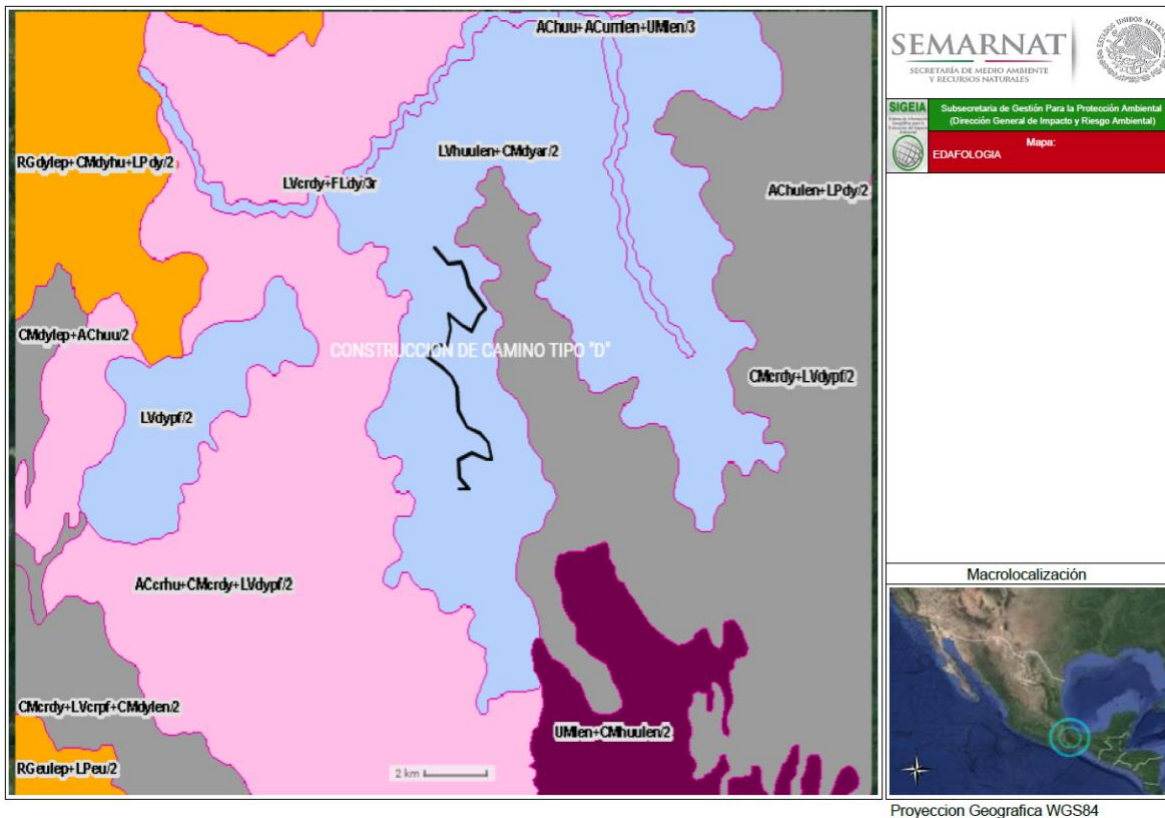 AChuu+ ACumlen+UMlen/3
RGdylep+CMdyhu+LPdy/2
LVhuulen+CMdyar/2
LVcrdy+FLdy/3r
AChulen+LPdy/2
CMdylep+AChuu/2
CONSTRUCCION DE CAMINO TIPO "D"
CMcrdy+LVdypf/2
LVdypf/2
ACcrhu+CMcrdy+LVdypf/2
CMcrdy+LVcrpf+CMdylen/2
UMlen+CMhuulen/2
RGeulep+LPeu/2
2 km
SEMARNAT
SECRETARÍA DE MEDIO AMBIENTE
Y RECURSOS NATURALES
SIGEIA
Subsecretaria de Gestión Para la Protección Ambiental
(Dirección General de Impacto y Riesgo Ambiental)
Mapa:
EDAFOLOGIA
Macrolocalización
Proyeccion Geografica WGS84